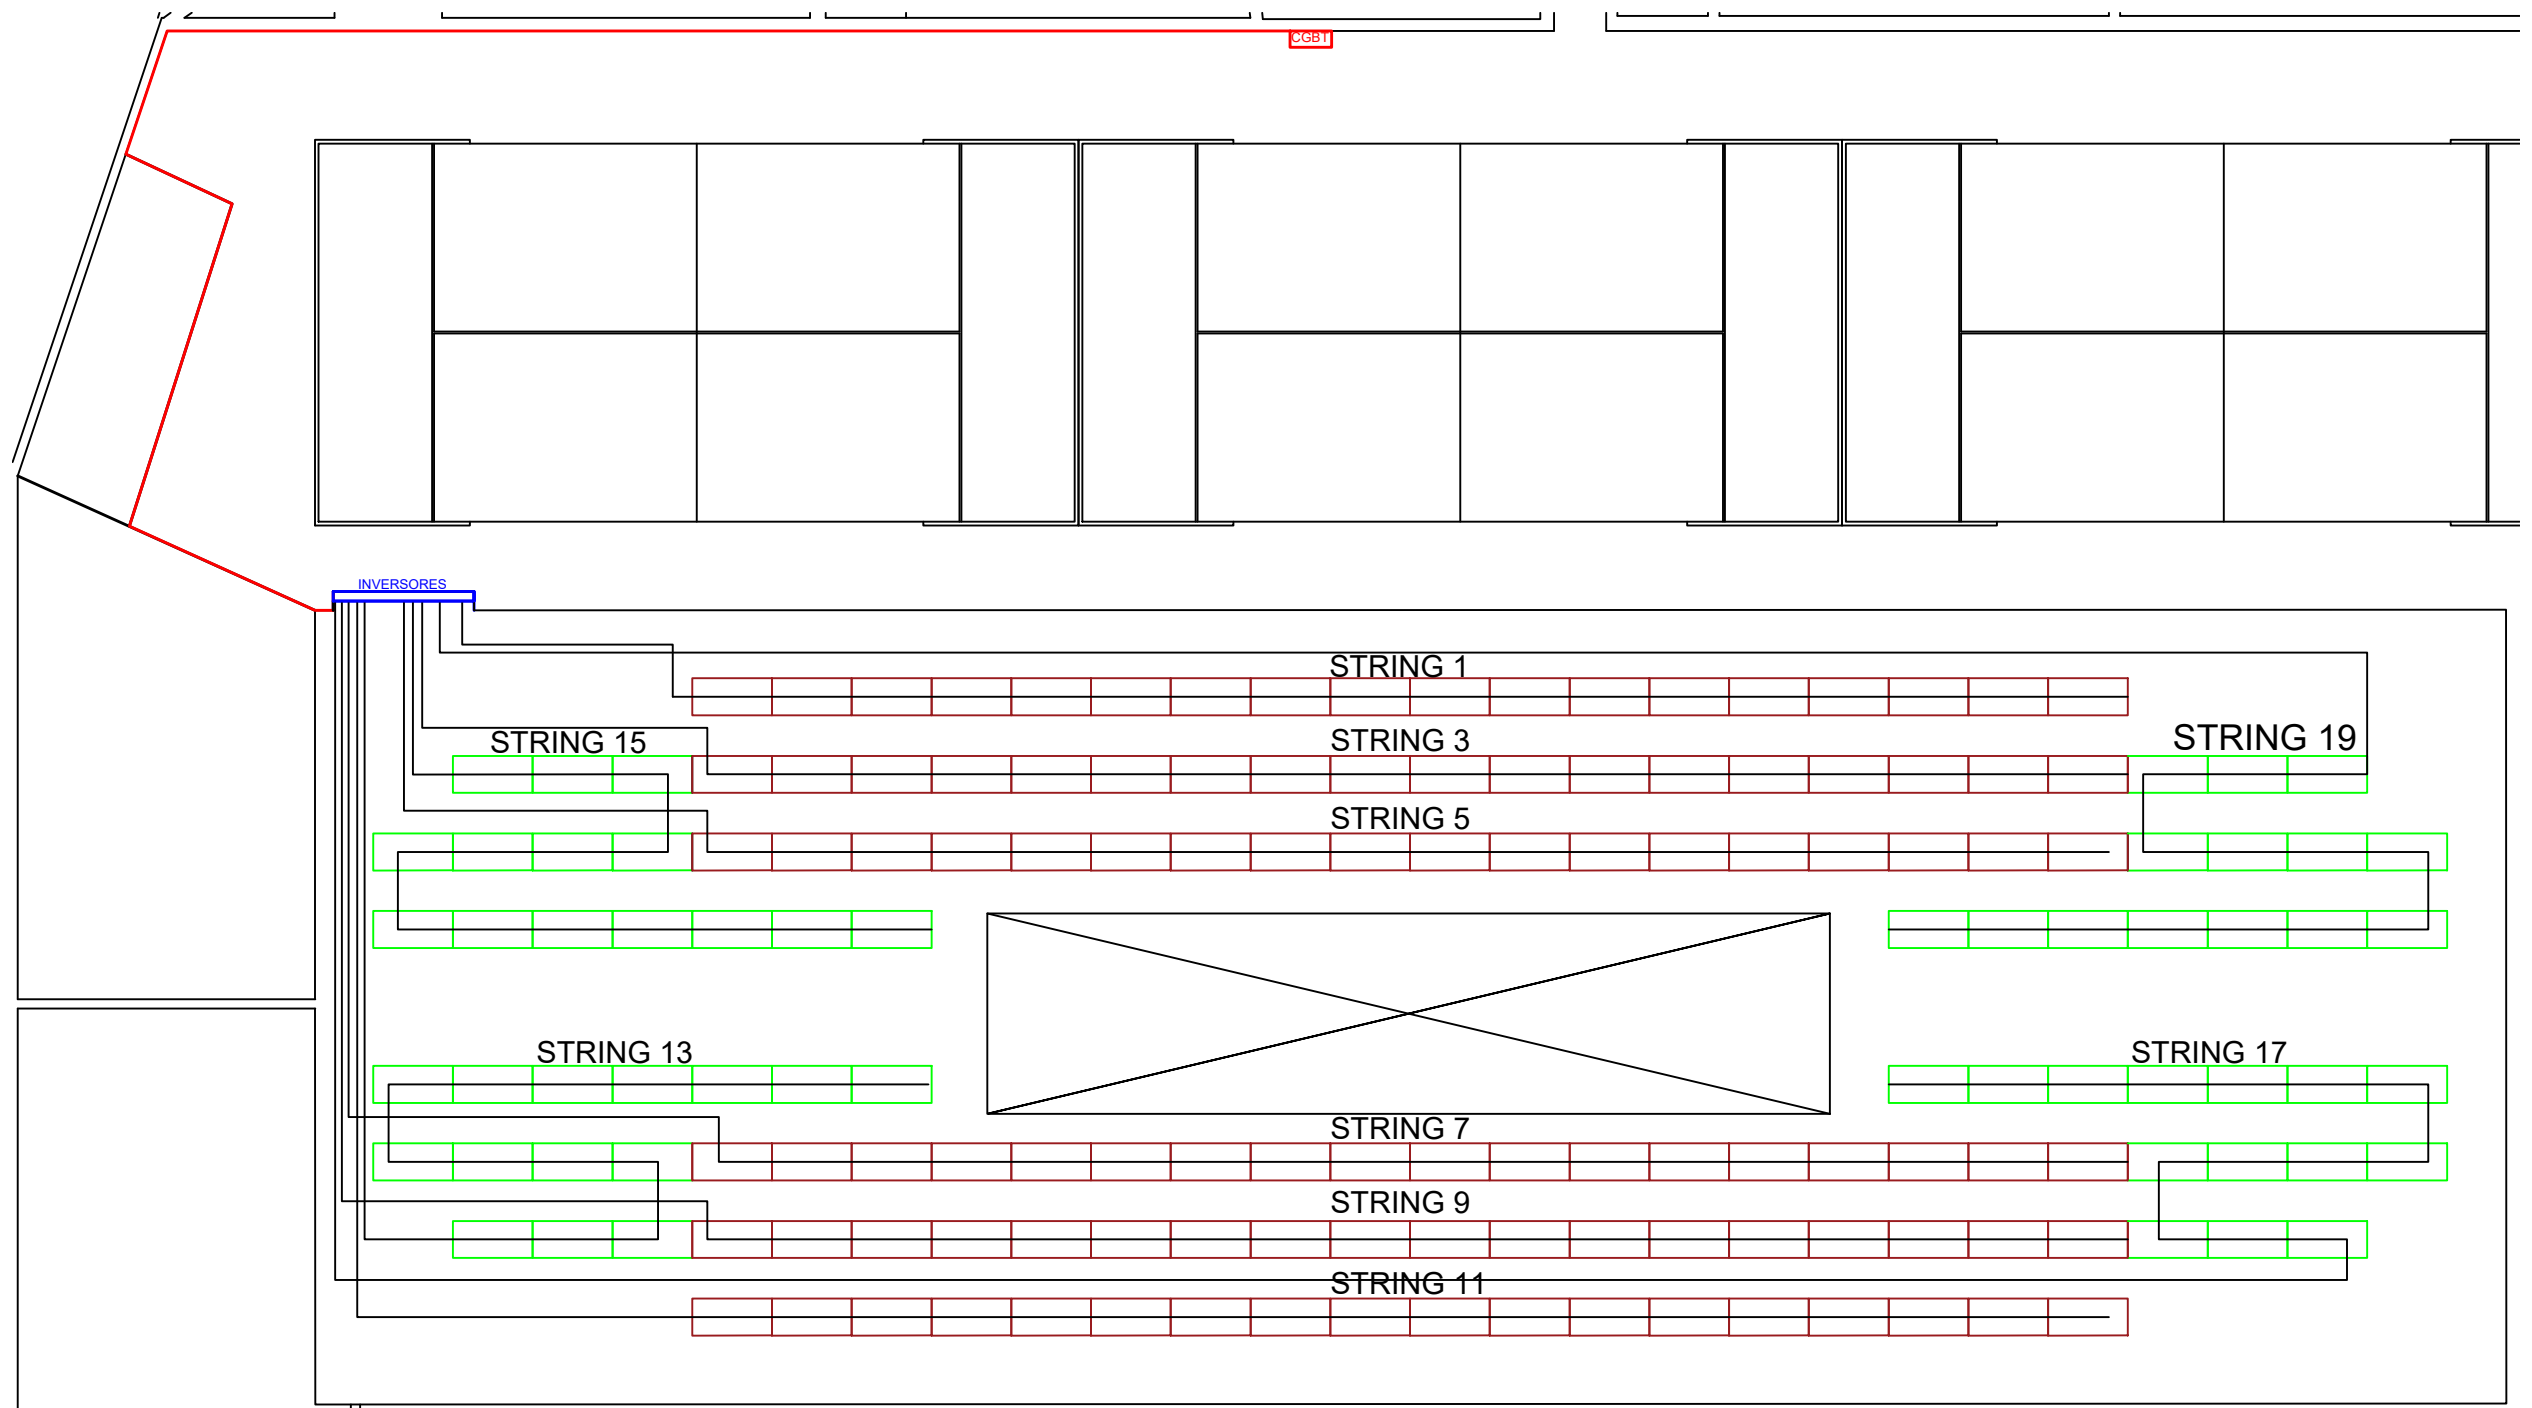 CGBT
INVERSORES
STRING 1
STRING 15
STRING 3
STRING 19
STRING 5
STRING 13
STRING 17
STRING 7
STRING 9
STRING 11